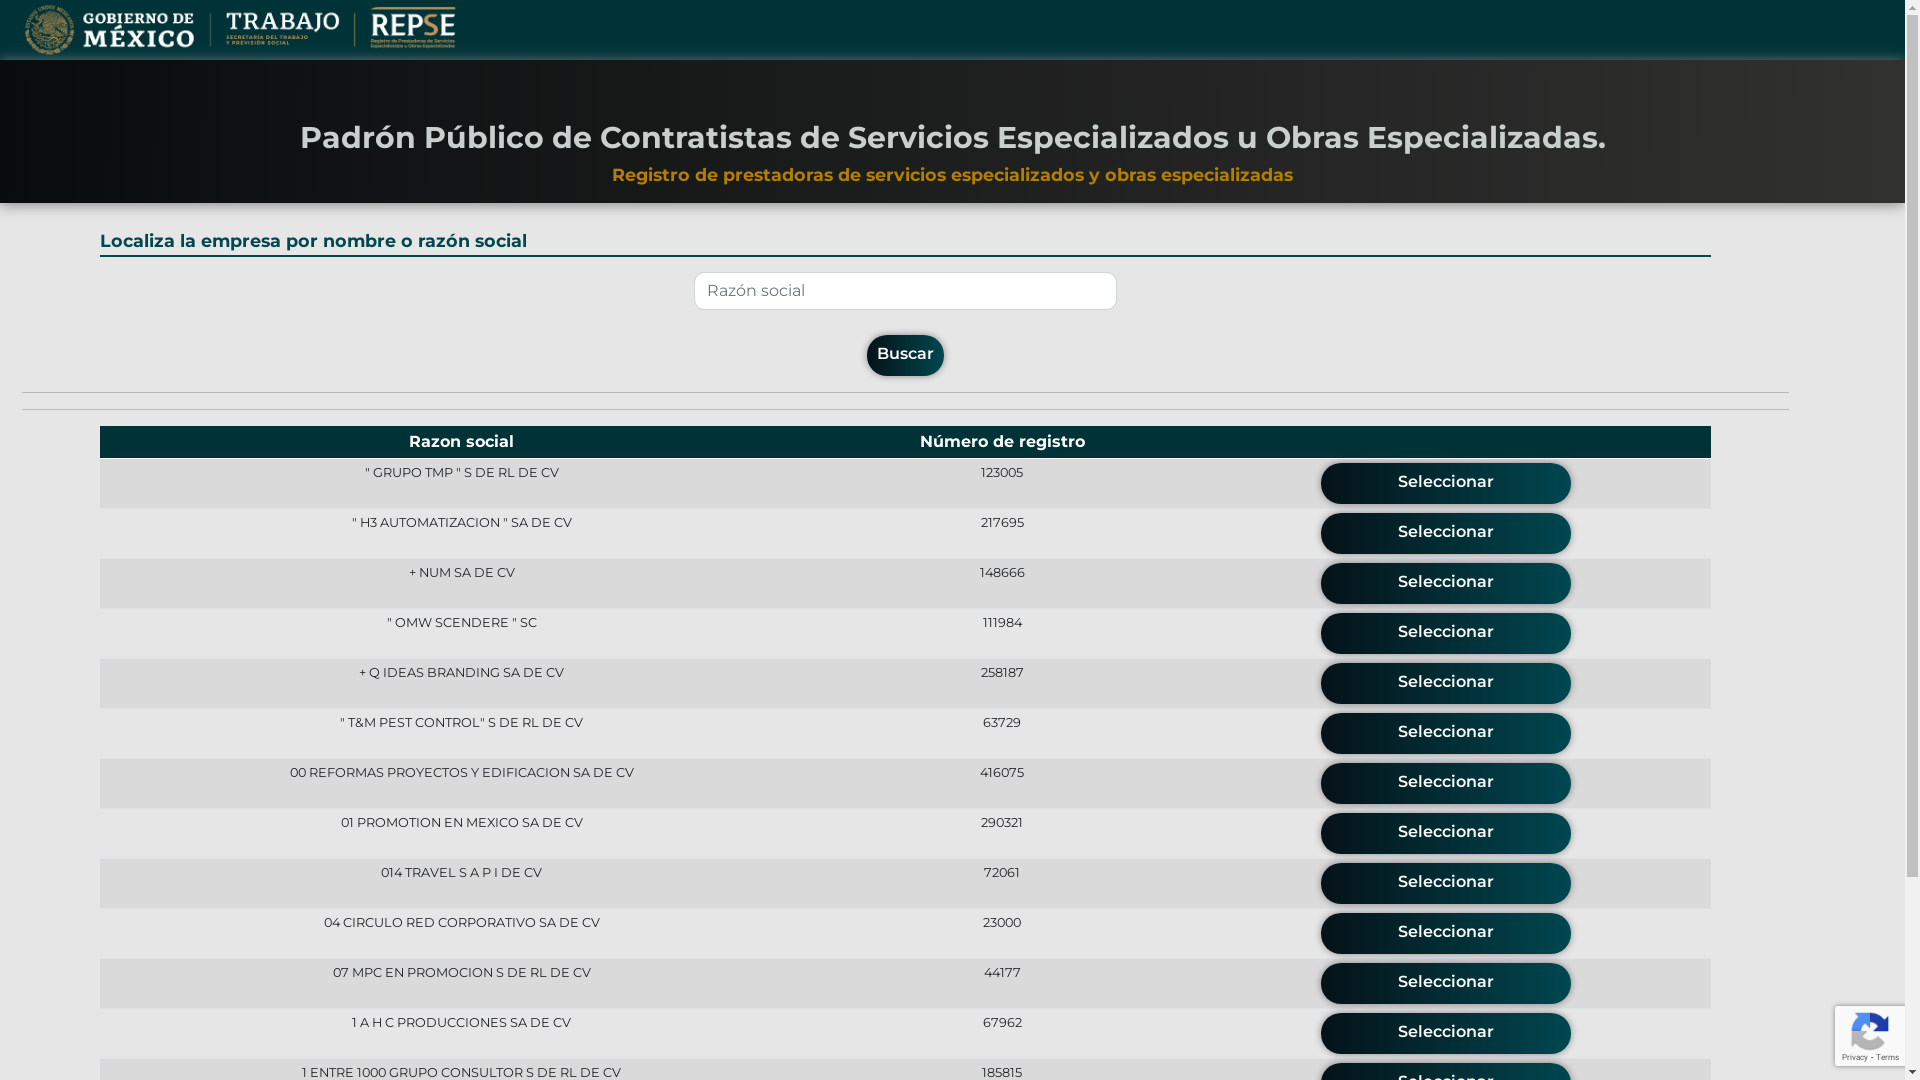 GOBIERNO DE
MÉXICO
TRABAJO
SECRETARÍA DEL TRABAJO
Y PREVISIÓN SOCIAL
REPSE
Registro de Prestadoras de Servicios
Especializados u Obras Especializadas
Padrón Público de Contratistas de Servicios Especializados u Obras Especializadas.
Registro de prestadoras de servicios especializados y obras especializadas
Localiza la empresa por nombre o razón social
Razón social
Buscar
Razon social Número de registro
" GRUPO TMP " S DE RL DE CV 123005 Seleccionar
" H3 AUTOMATIZACION " SA DE CV 217695 Seleccionar
+ NUM SA DE CV 148666 Seleccionar
" OMW SCENDERE " SC 111984 Seleccionar
+ Q IDEAS BRANDING SA DE CV 258187 Seleccionar
" T&M PEST CONTROL" S DE RL DE CV 63729 Seleccionar
00 REFORMAS PROYECTOS Y EDIFICACION SA DE CV 416075 Seleccionar
01 PROMOTION EN MEXICO SA DE CV 290321 Seleccionar
014 TRAVEL S A P I DE CV 72061 Seleccionar
04 CIRCULO RED CORPORATIVO SA DE CV 23000 Seleccionar
07 MPC EN PROMOCION S DE RL DE CV 44177 Seleccionar
1 A H C PRODUCCIONES SA DE CV 67962 Seleccionar
1 ENTRE 1000 GRUPO CONSULTOR S DE RL DE CV 185815 Seleccionar
Privacy - Terms